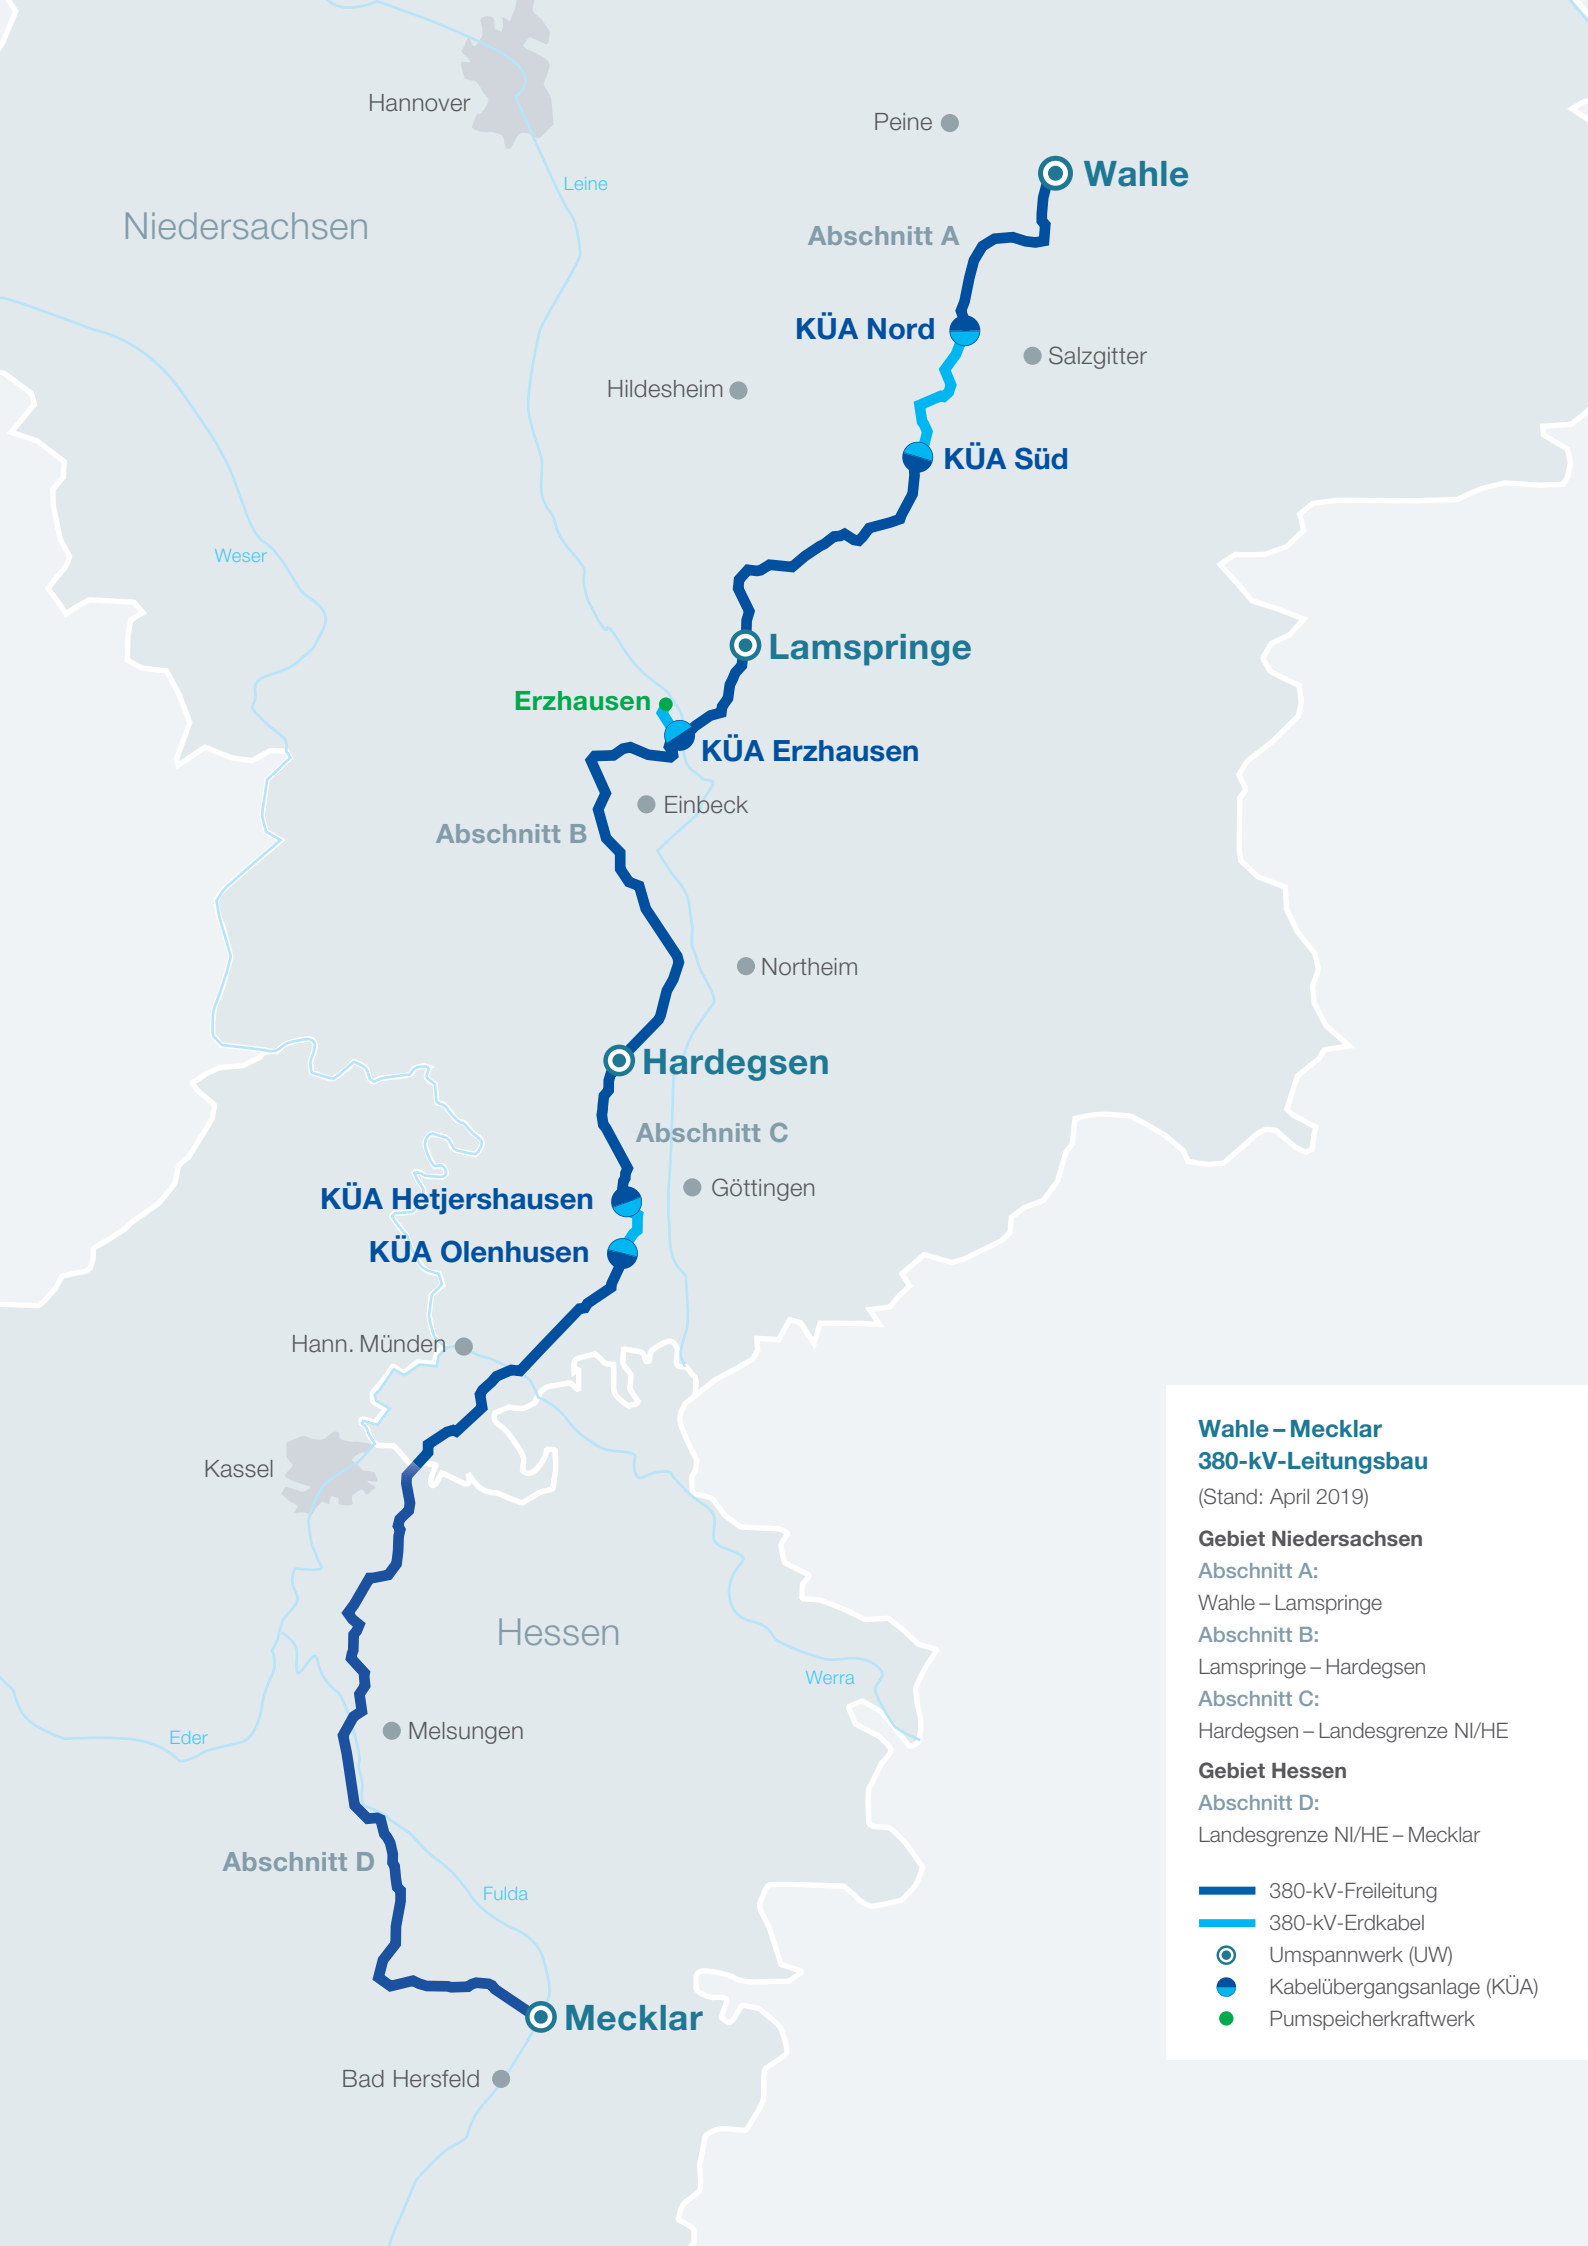 Hannover
Peine
Wahle
Leine
Niedersachsen
Abschnitt A
KÜA Nord
Salzgitter
Hildesheim
KÜA Süd
Weser
Lamspringe
Erzhausen
KÜA Erzhausen
Einbeck
Abschnitt B
Northeim
Hardegsen
Abschnitt C
Göttingen
KÜA Hetjershausen
KÜA Olenhusen
Hann. Münden
Kassel
Hessen
Werra
Melsungen
Eder
Abschnitt D
Fulda
Mecklar
Bad Hersfeld
Wahle – Mecklar
380-kV-Leitungsbau
(Stand: April 2019)
Gebiet Niedersachsen
Abschnitt A:
Wahle – Lamspringe
Abschnitt B:
Lamspringe – Hardegsen
Abschnitt C:
Hardegsen – Landesgrenze NI/HE
Gebiet Hessen
Abschnitt D:
Landesgrenze NI/HE – Mecklar
380-kV-Freileitung
380-kV-Erdkabel
Umspannwerk (UW)
Kabelübergangsanlage (KÜA)
Pumspeicherkraftwerk